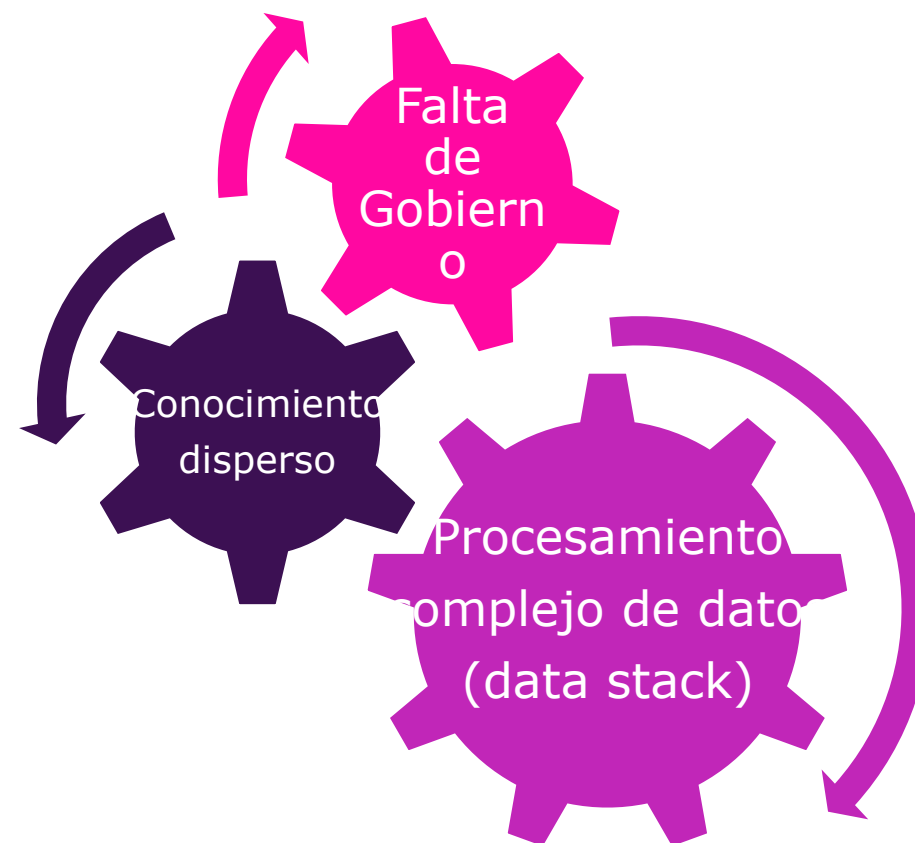 Falta
de
Gobiern
o
Conocimiento
disperso
Procesamiento
complejo de datos
(data stack)